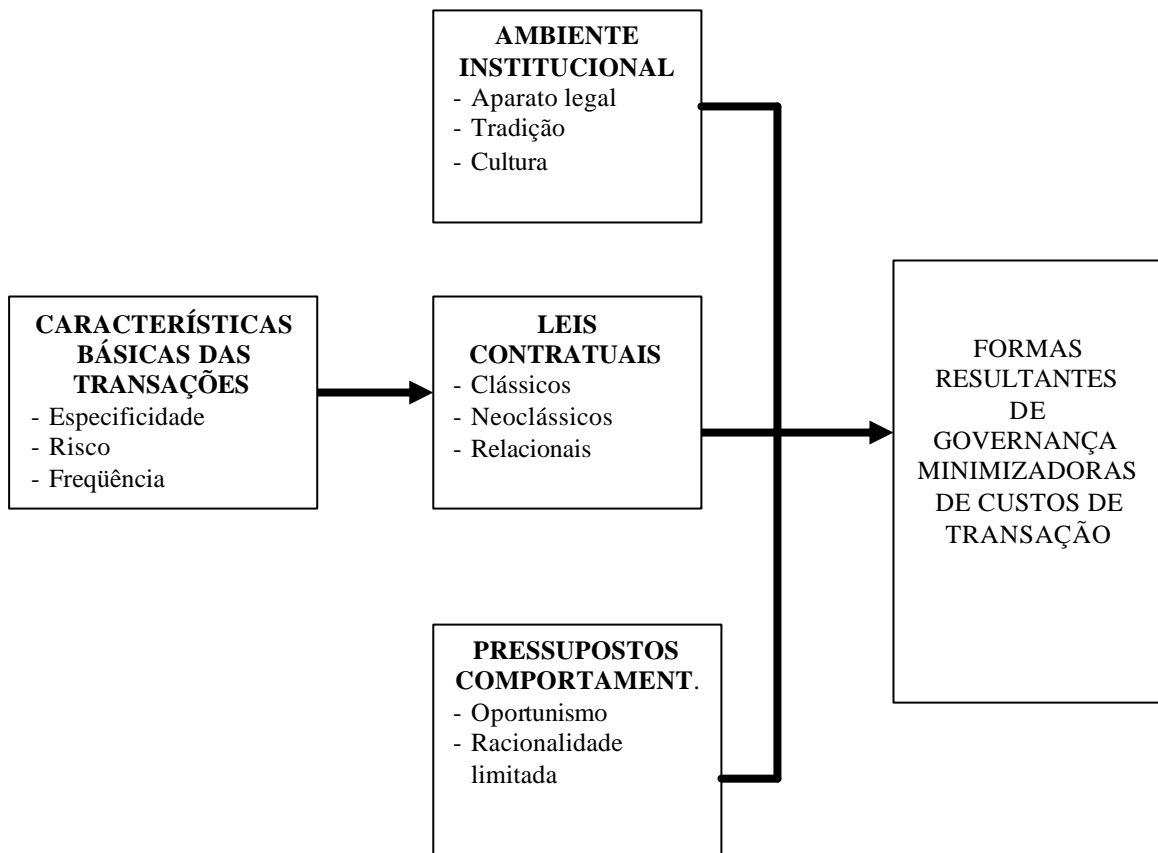 AMBIENTE
INSTITUCIONAL
- Aparato legal
- Tradição
- Cultura
CARACTERÍSTICAS
BÁSICAS DAS
TRANSAÇÕES
- Especificidade
- Risco
- Freqüência
LEIS
CONTRATUAIS
- Clássicos
- Neoclássicos
- Relacionais
PRESSUPOSTOS
COMPORTAMENT.
- Oportunismo
- Racionalidade
limitada
FORMAS
RESULTANTES
DE
GOVERNANÇA
MINIMIZADORAS
DE CUSTOS DE
TRANSAÇÃO